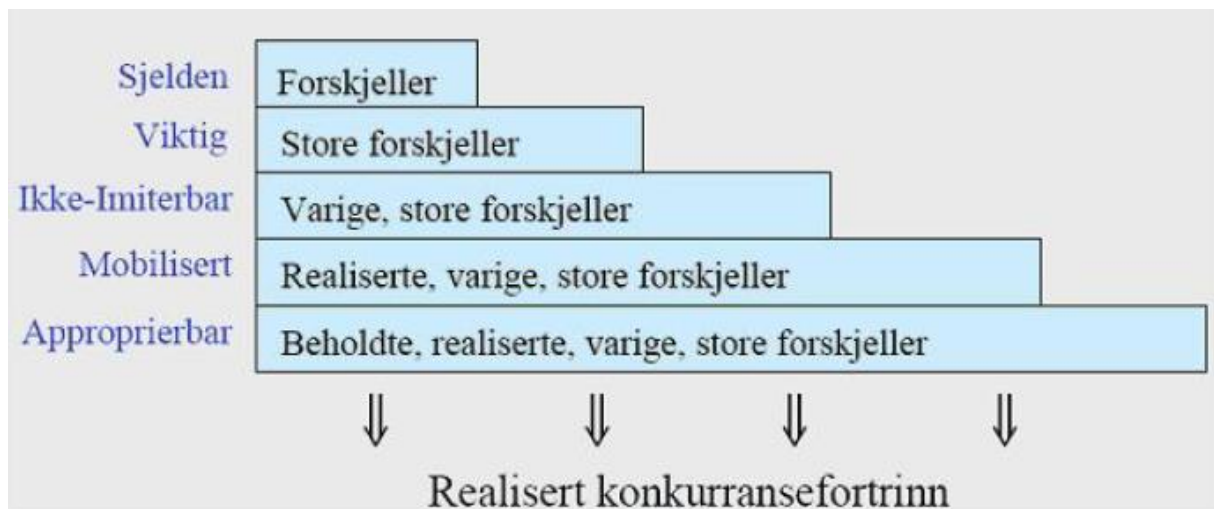 Sjelden Forskjeller
Viktig Store forskjeller
Ikke-Imiterbar Varige, store forskjeller
Mobilisert Realiserte, varige, store forskjeller
Approprierbar Beholdte, realiserte, varige, store forskjeller
Realisert konkurransefortrinn